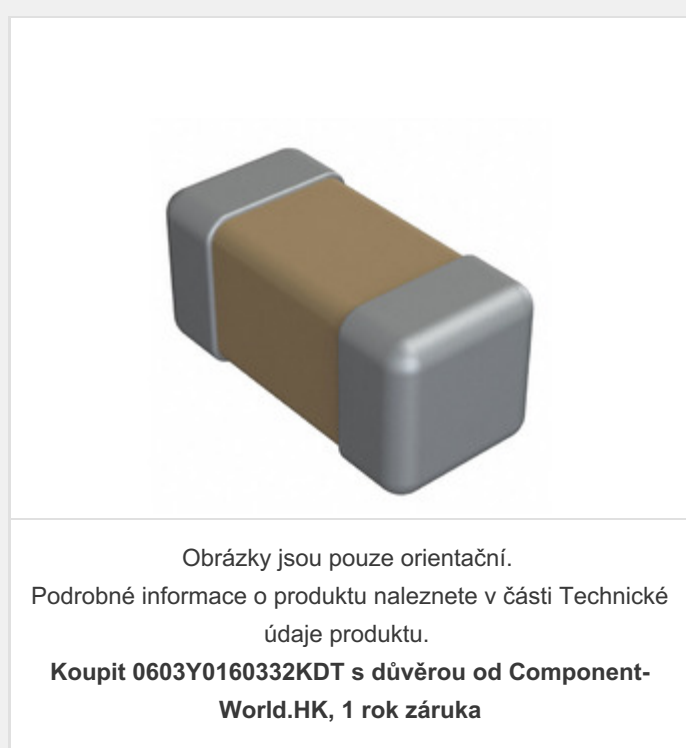 Obrázky jsou pouze orientační.
Podrobné informace o produktu naleznete v části Technické
údaje produktu.
Koupit 0603Y0160332KDT s důvěrou od Component-
World.HK, 1 rok záruka